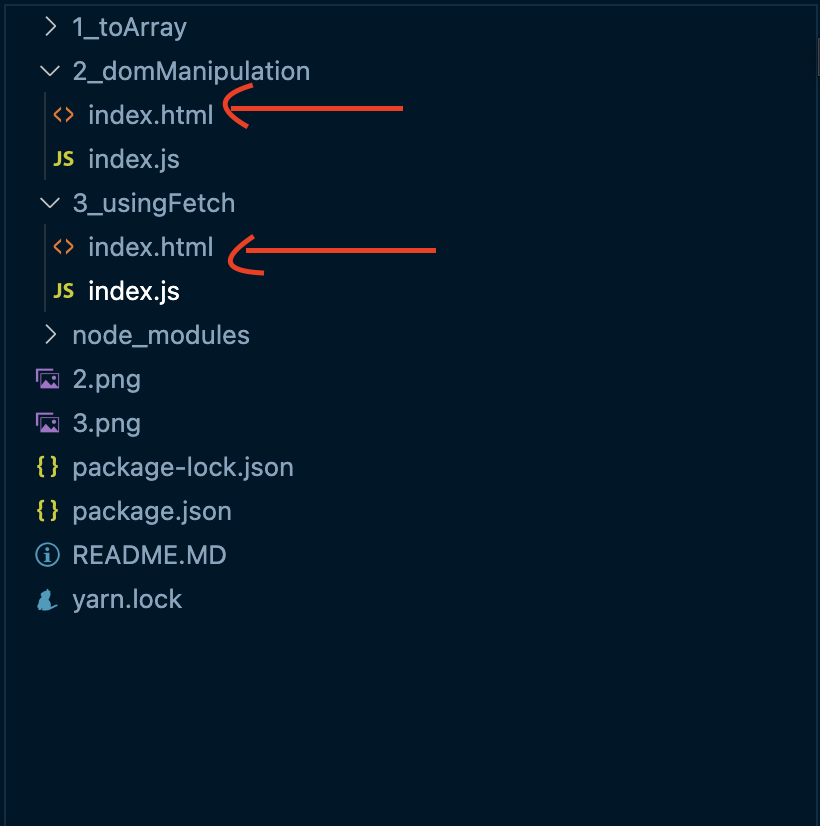 1_toArray
2_domManipulation
index.html
JS index.js
3_usingFetch
index.html
JS index.js
node_modules
2.png
3.png
{} package-lock.json
{} package.json
README.MD
yarn.lock